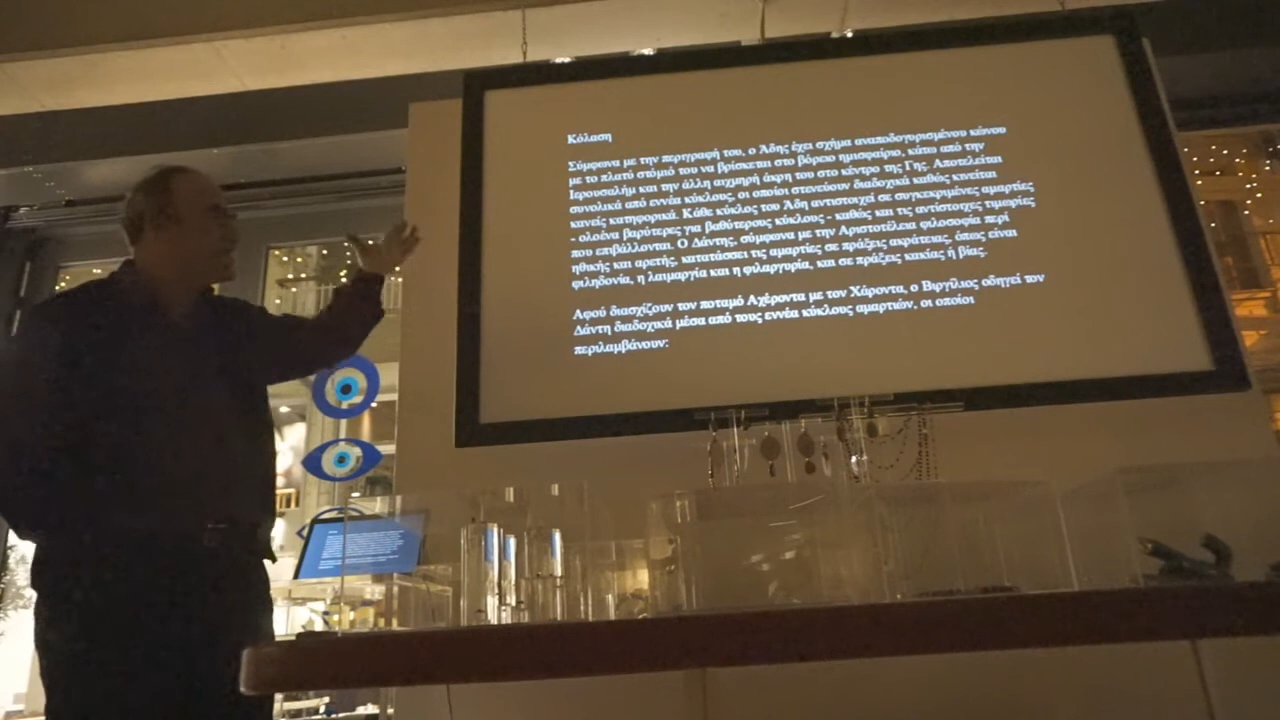 Κόλαση
Σύμφωνα με την περιγραφή του, ο Άδης έχει σχήμα αναποδογυρισμένου κώνου
με το πλατύ στόμιό του να βρίσκεται στο βόρειο ημισφαίριο, κάτω από την
Ιερουσαλήμ και την άλλη αιχμηρή άκρη του στο κέντρο της Γης. Αποτελείται
συνολικά από εννέα κύκλους, οι οποίοι στενεύουν διαδοχικά καθώς κινείται
κανείς κατηφορικά. Κάθε κύκλος του Άδη αντιστοιχεί σε συγκεκριμένες αμαρτίες
- ολοένα βαρύτερες για βαθύτερους κύκλους - καθώς και τις αντίστοιχες τιμωρίες
που επιβάλλονται. Ο Δάντης, σύμφωνα με την Αριστοτέλεια φιλοσοφία περί
ηθικής και αρετής, κατατάσσει τις αμαρτίες σε πράξεις ακράτειας, όπως είναι
φιληδονία, η λαιμαργία και η φιλαργυρία, και σε πράξεις κακίας ή βίας.
Αφού διασχίζουν τον ποταμό Αχέροντα με τον Χάροντα, ο Βιργίλιος οδηγεί τον
Δάντη διαδοχικά μέσα από τους εννέα κύκλους αμαρτιών, οι οποίοι
περιλαμβάνουν: